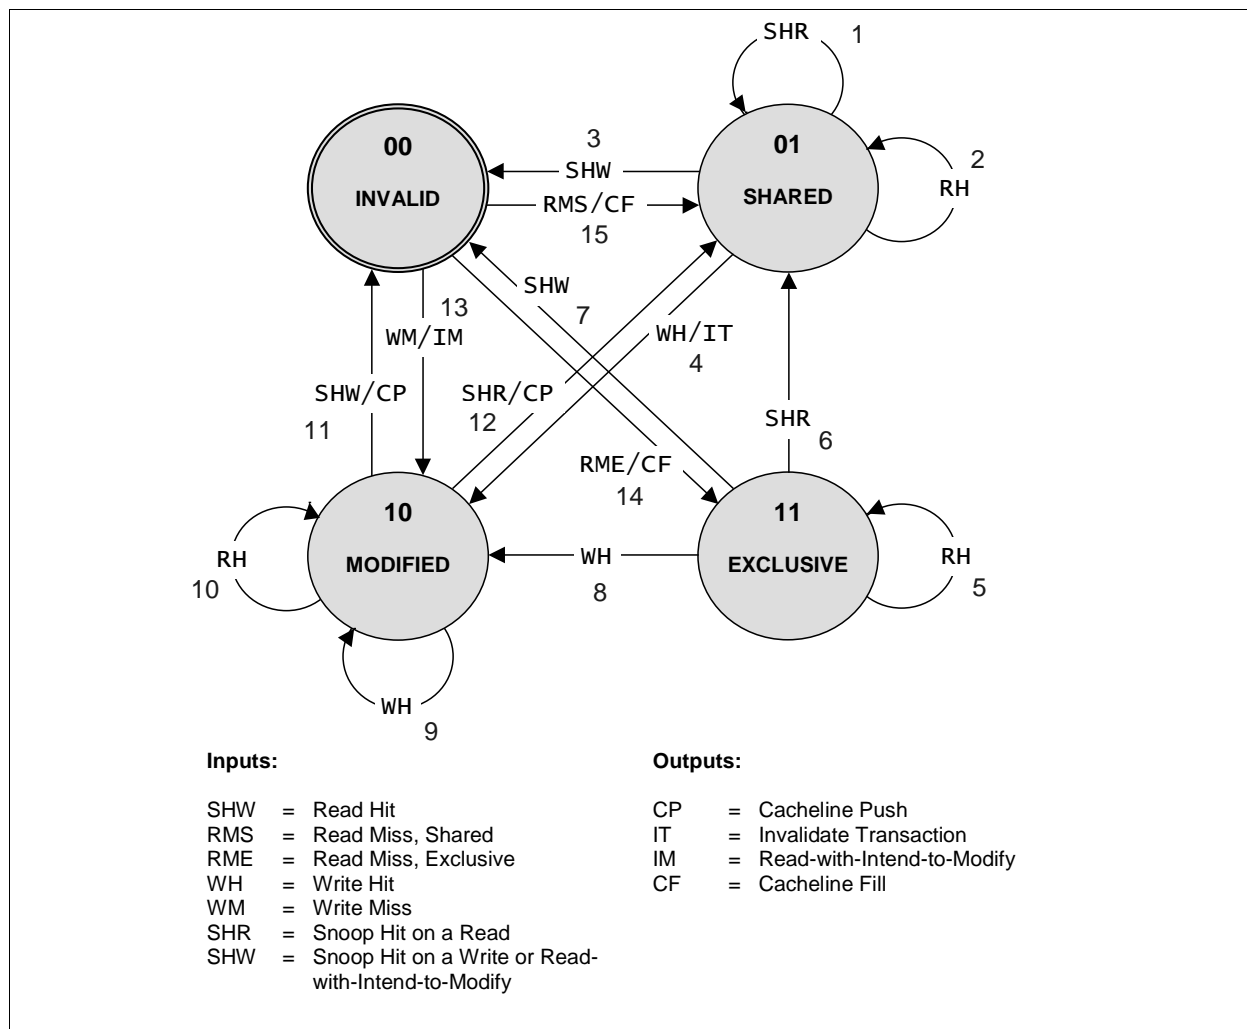 SHR 1
00
INVALID
3
SHW
RMS/CF
15
01
SHARED
2
RH
13
WM/IM
SHW
7
WH/IT
4
SHW/CP
11
SHR/CP
12
SHR
6
RME/CF
14
10
MODIFIED
11
EXCLUSIVE
RH
10
WH
8
RH
5
WH
9
Inputs:
SHW = Read Hit
RMS = Read Miss, Shared
RME = Read Miss, Exclusive
WH = Write Hit
WM = Write Miss
SHR = Snoop Hit on a Read
SHW = Snoop Hit on a Write or Read-
with-Intend-to-Modify
Outputs:
CP = Cacheline Push
IT = Invalidate Transaction
IM = Read-with-Intend-to-Modify
CF = Cacheline Fill